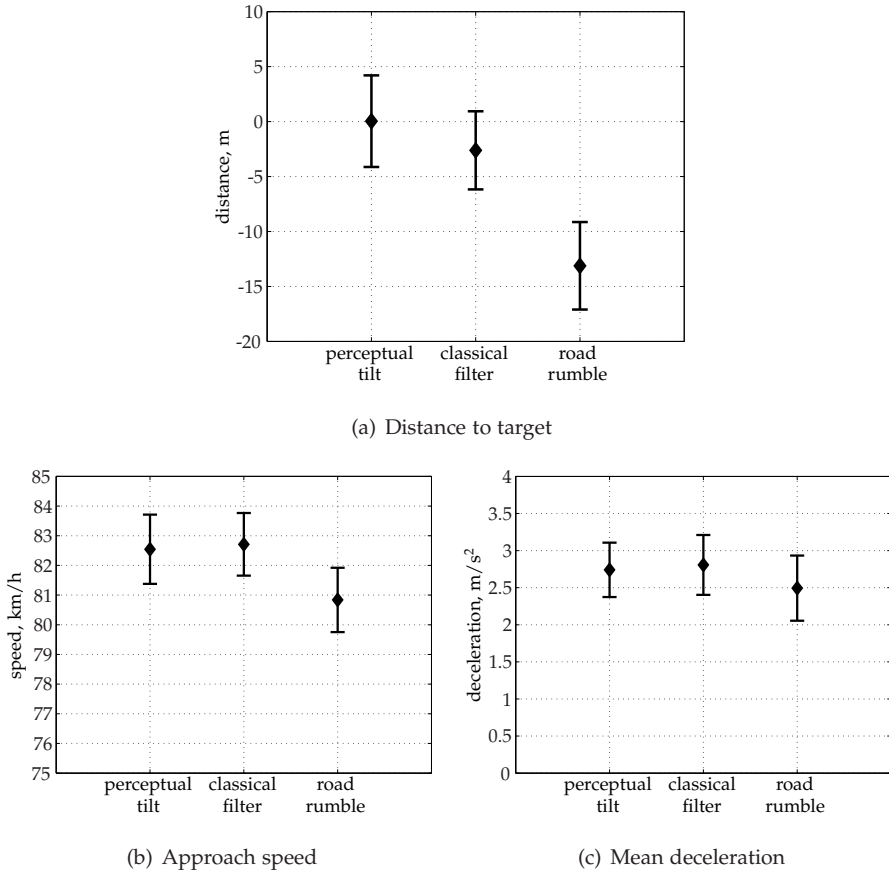 10
5
0
-5
-10
-15
-20
distance, m
perceptual tilt
classical filter
road rumble
(a) Distance to target
85
84
83
82
81
80
79
78
77
76
75
speed, km/h
perceptual tilt
classical filter
road rumble
(b) Approach speed
4
3.5
3
2.5
2
1.5
1
0.5
0
deceleration, m/s²
perceptual tilt
classical filter
road rumble
(c) Mean deceleration